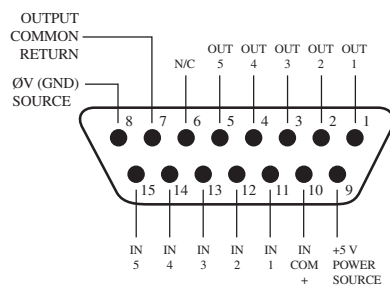 OUTPUT
COMMON
RETURN
ØV (GND)
SOURCE
N/C
OUT
5
OUT
4
OUT
3
OUT
2
OUT
1
8 7 6 5 4 3 2 1
15 14 13 12 11 10 9
IN
5
IN
4
IN
3
IN
2
IN
1
IN
COM
+
+5 V
POWER
SOURCE